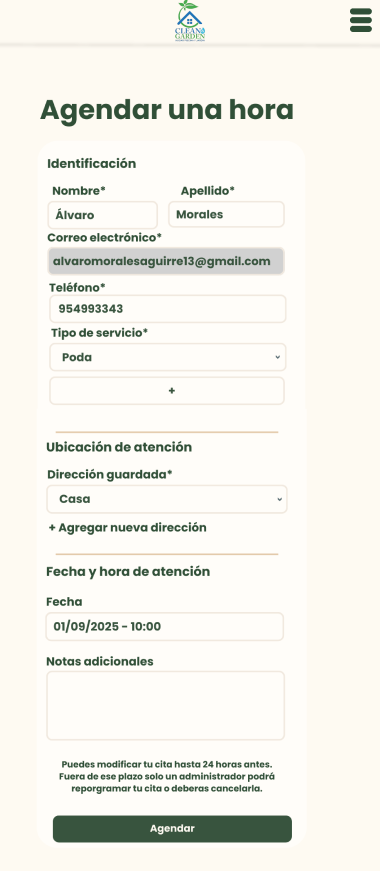 CLEAN &
GARDEN
Agendar una hora
Identificación
Nombre* Apellido*
Álvaro Morales
Correo electrónico*
alvaromoralesaguirre13@gmail.com
Teléfono*
954993343
Tipo de servicio*
Poda
+
Ubicación de atención
Dirección guardada*
Casa
+ Agregar nueva dirección
Fecha y hora de atención
Fecha
01/09/2025 - 10:00
Notas adicionales
Puedes modificar tu cita hasta 24 horas antes.
Fuera de ese plazo solo un administrador podrá
reporgramar tu cita o deberas cancelarla.
Agendar